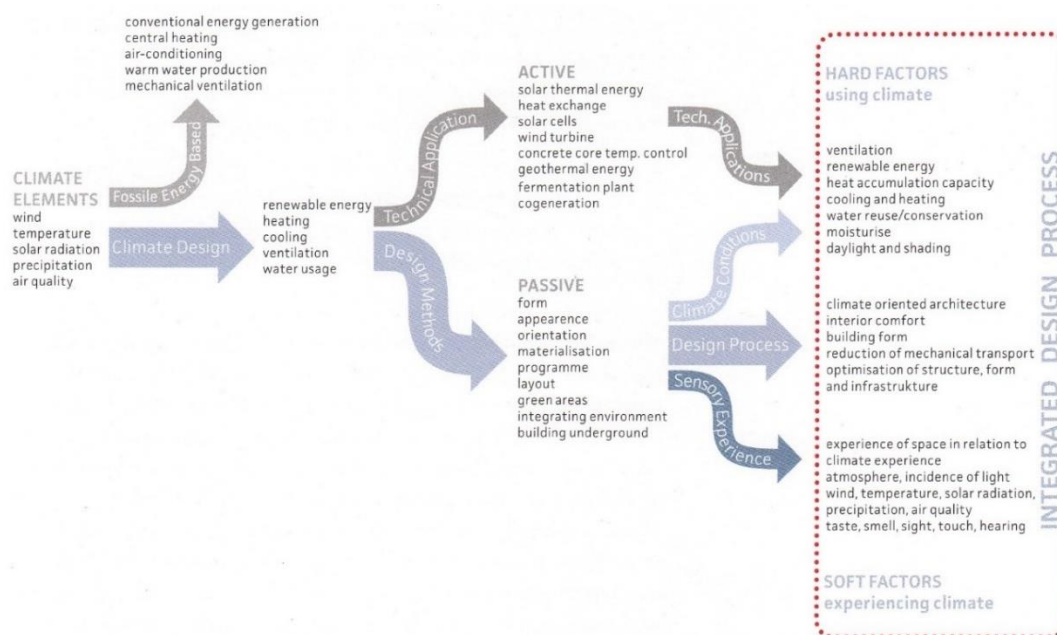 conventional energy generation
central heating
air-conditioning
warm water production
mechanical ventilation
Fossile Energy Based
CLIMATE
ELEMENTS
wind
temperature
solar radiation
precipitation
air quality
Climate Design
renewable energy
heating
cooling
ventilation
water usage
Technical Application
Design Methods
ACTIVE
solar thermal energy
heat exchange
solar cells
wind turbine
concrete core temp. control
geothermal energy
fermentation plant
cogeneration
PASSIVE
form
appearence
orientation
materialisation
programme
layout
green areas
integrating environment
building underground
Tech. Applications
Climate Conditions
Design Process
Sensory Experience
HARD FACTORS
using climate
ventilation
renewable energy
heat accumulation capacity
cooling and heating
water reuse/conservation
moisturise
daylight and shading
climate oriented architecture
interior comfort
building form
reduction of mechanical transport
optimisation of structure, form
and infrastrukture
experience of space in relation to
climate experience
atmosphere, incidence of light
wind, temperature, solar radiation,
precipitation, air quality
taste, smell, sight, touch, hearing
SOFT FACTORS
experiencing climate
INTEGRATED DESIGN PROCESS